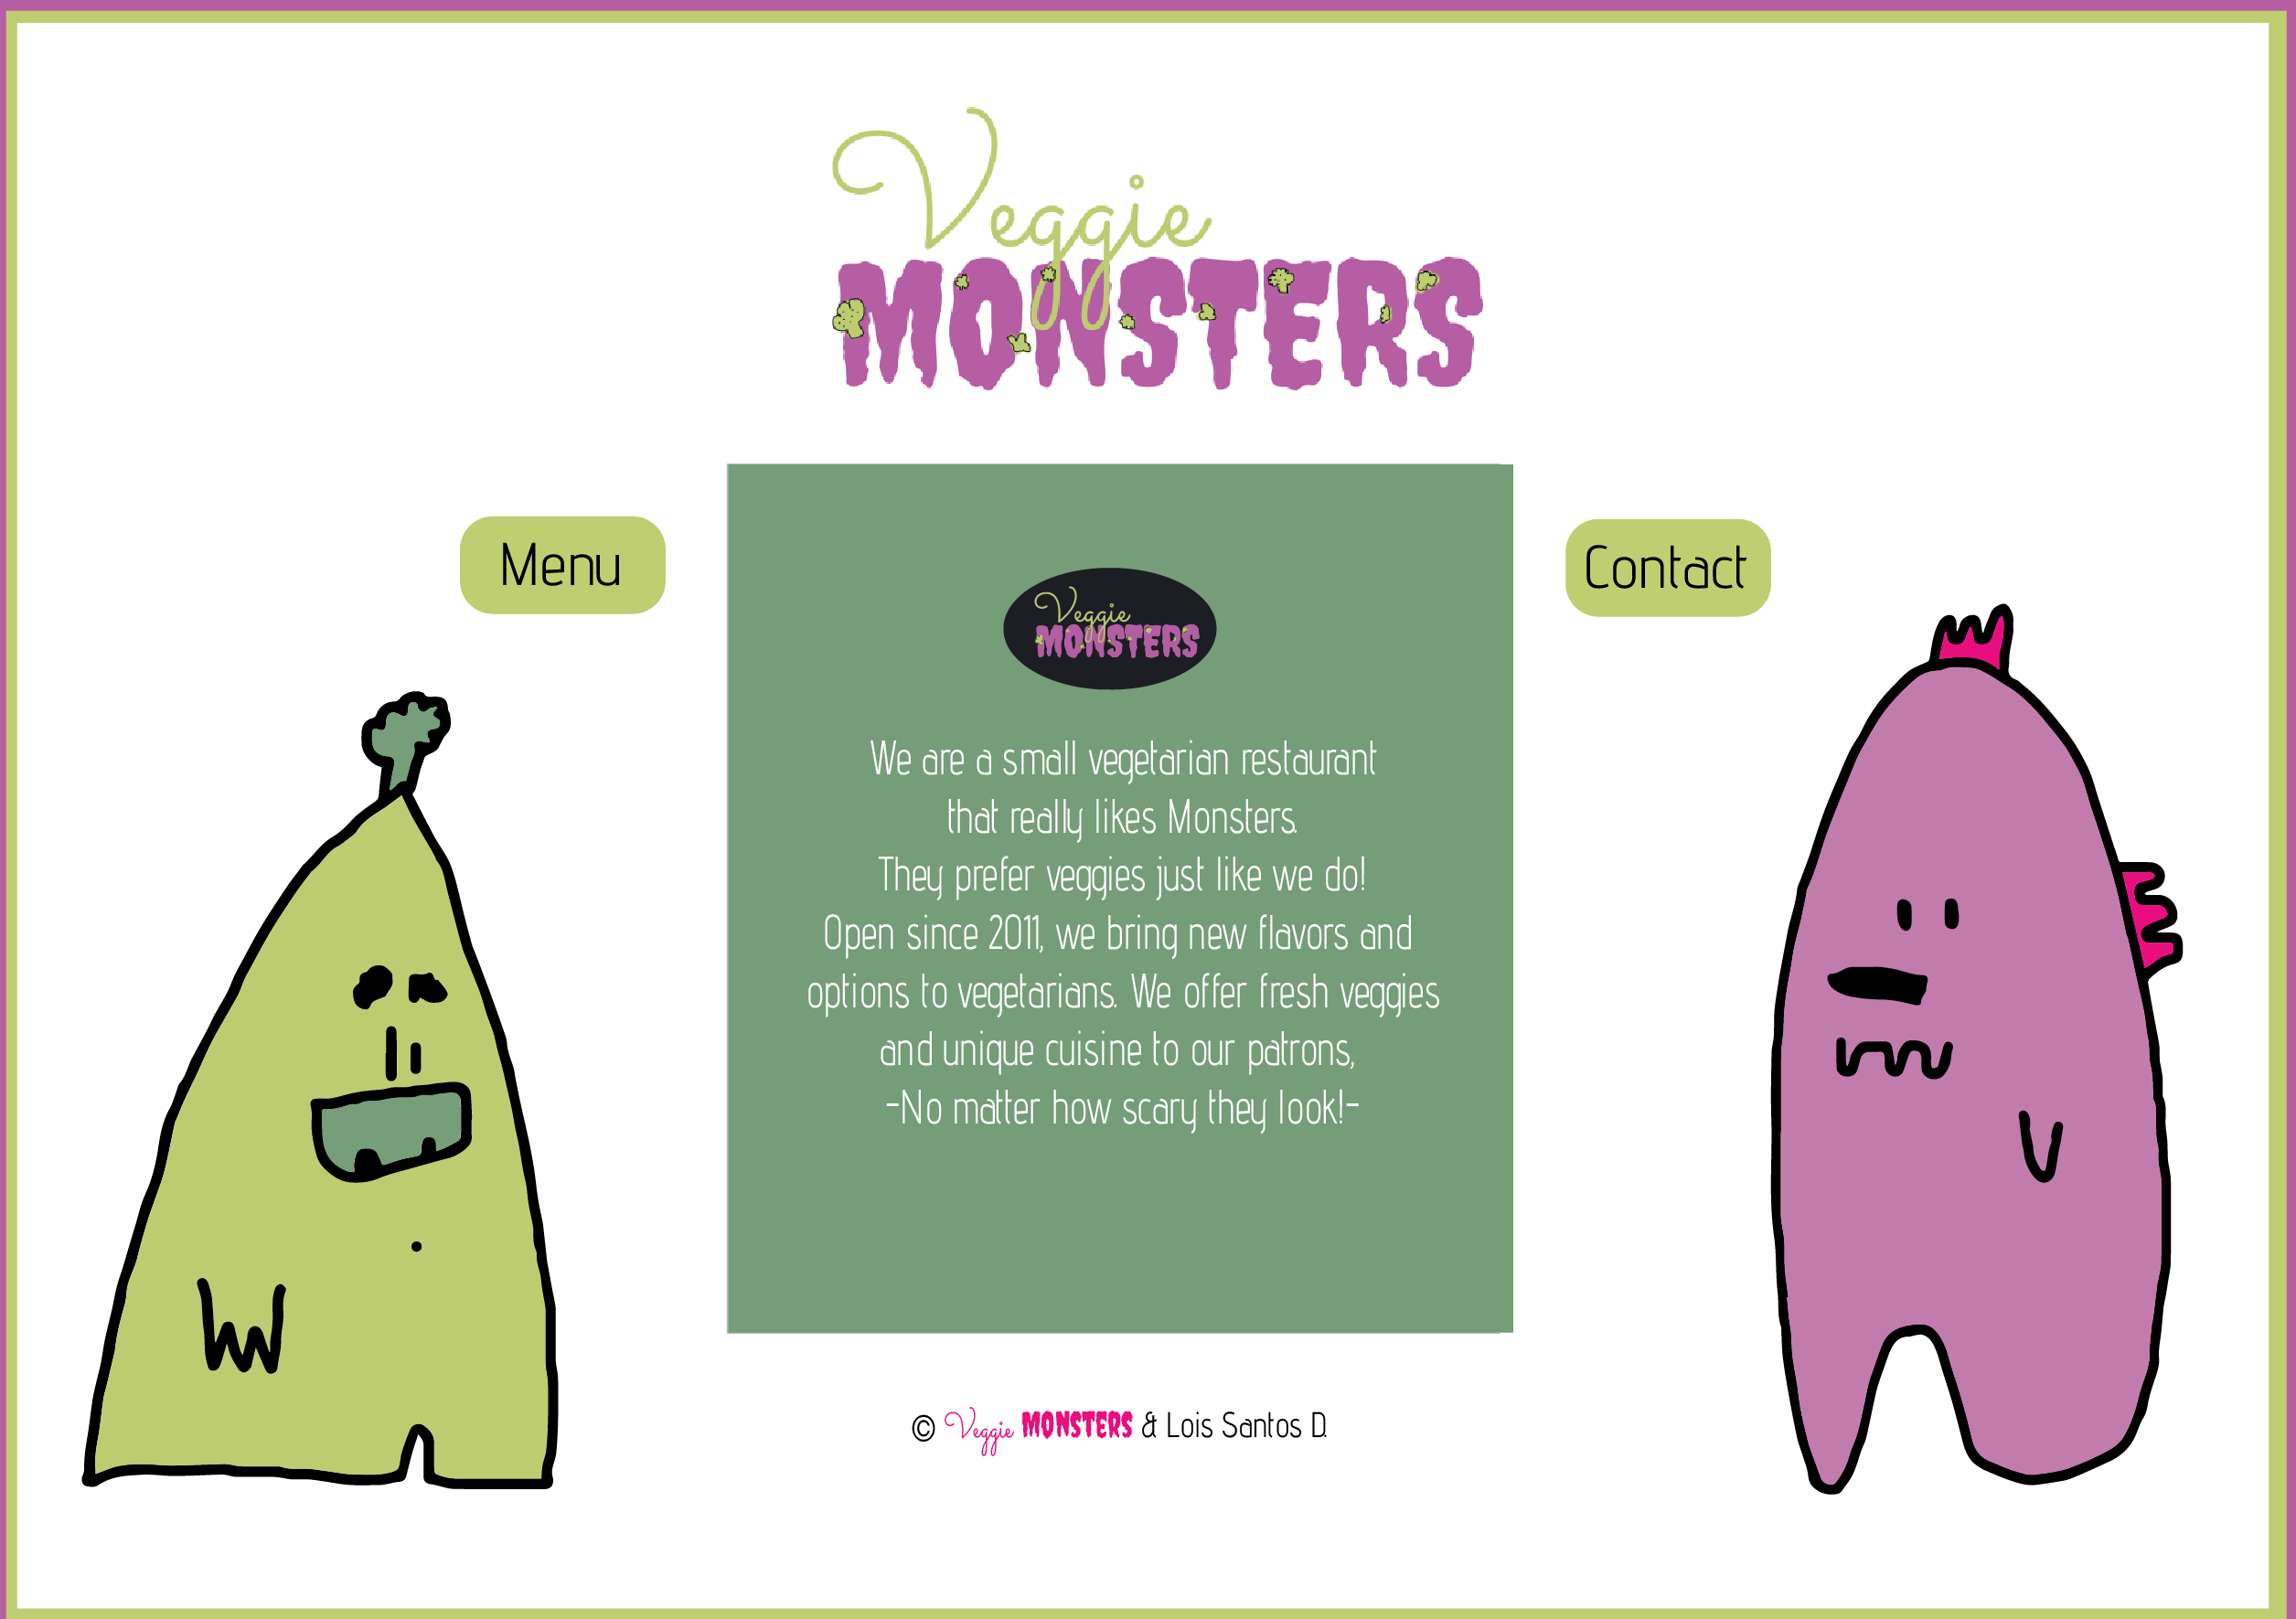 Veggie
MONSTERS
Menu
Contact
Veggie
MONSTERS
We are a small vegetarian restaurant
that really likes Monsters.
They prefer veggies just like we do!
Open since 2011, we bring new flavors and
options to vegetarians. We offer fresh veggies
and unique cuisine to our patrons,
-No matter how scary they look!-
© Veggie MONSTERS & Lois Santos D.